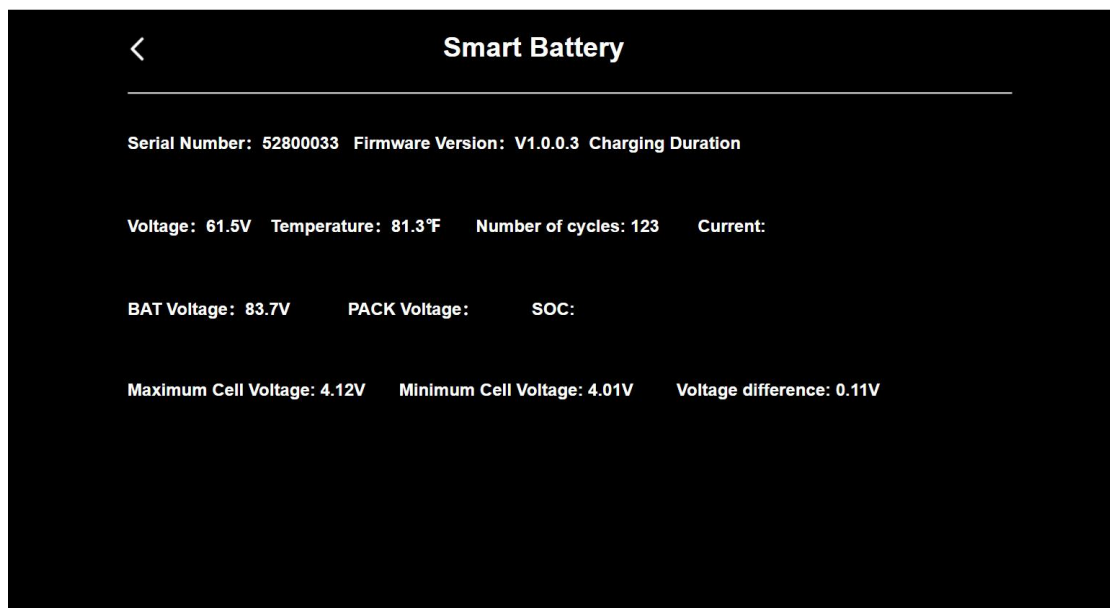 Smart Battery
Serial Number: 52800033 Firmware Version: V1.0.0.3 Charging Duration
Voltage: 61.5V Temperature: 81.3℉ Number of cycles: 123 Current:
BAT Voltage: 83.7V PACK Voltage: SOC:
Maximum Cell Voltage: 4.12V Minimum Cell Voltage: 4.01V Voltage difference: 0.11V